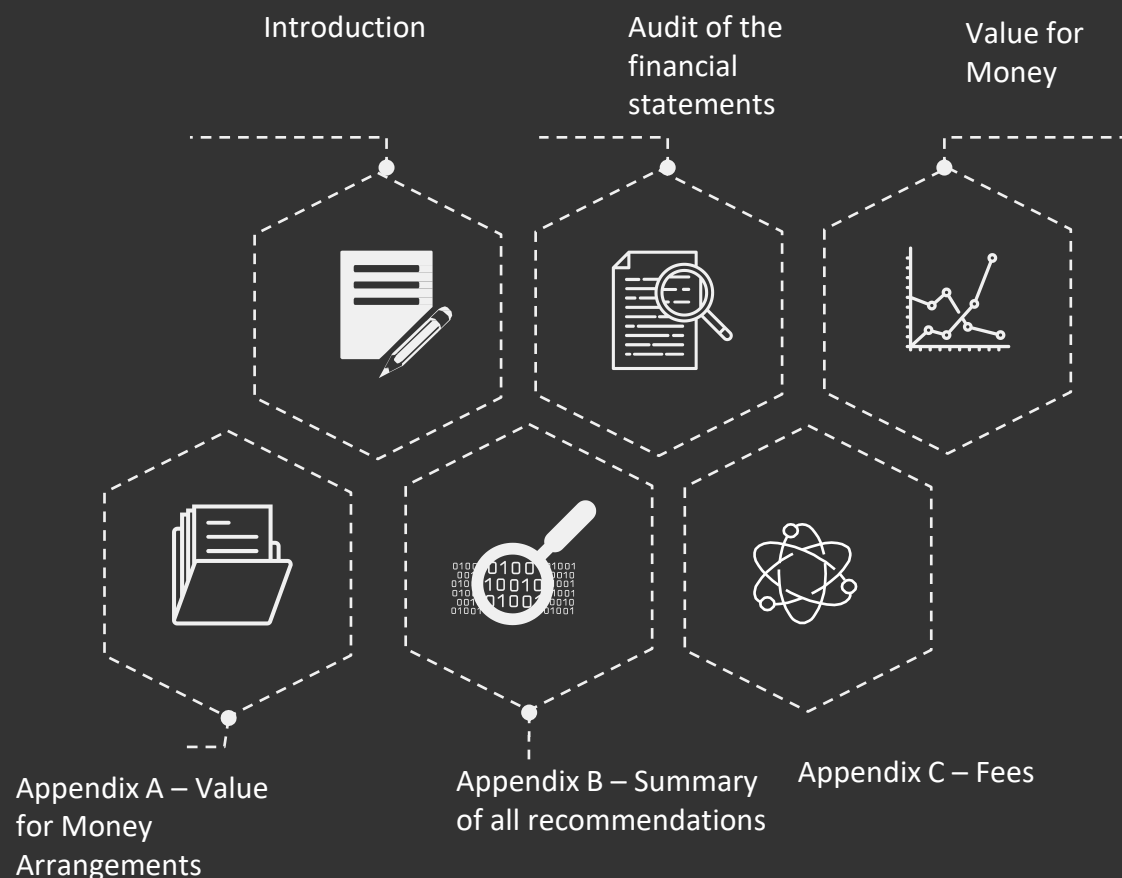 Introduction
Audit of the
financial
statements
Value for
Money
Appendix A – Value
for Money
Arrangements
Appendix B – Summary
of all recommendations
Appendix C – Fees